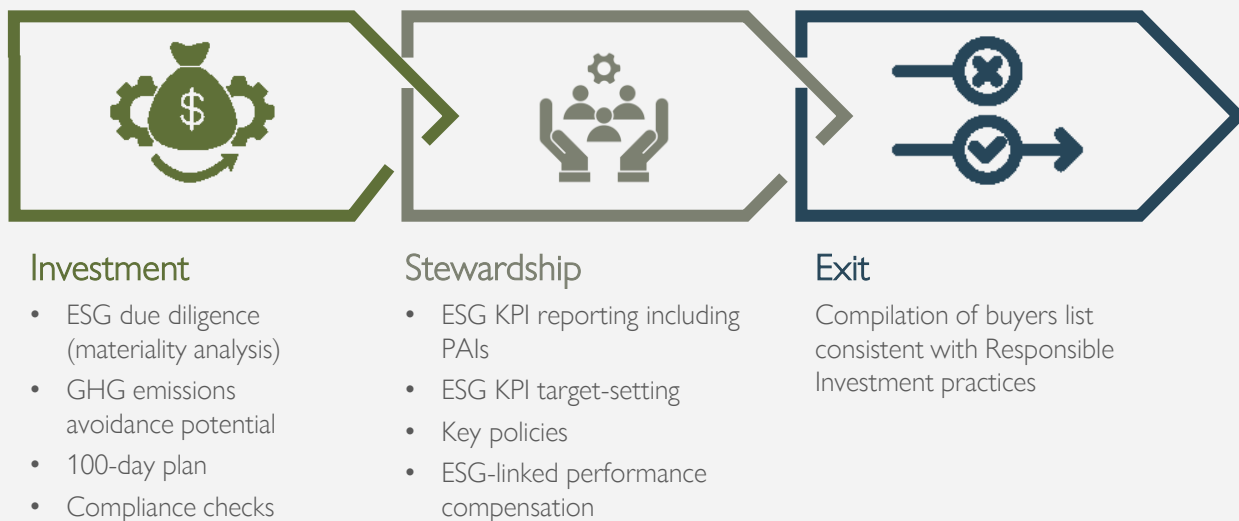 $
Investment
• ESG due diligence
(materiality analysis)
• GHG emissions
avoidance potential
• 100-day plan
• Compliance checks
Stewardship
• ESG KPI reporting including
PAIs
• ESG KPI target-setting
• Key policies
• ESG-linked performance
compensation
Exit
Compilation of buyers list
consistent with Responsible
Investment practices